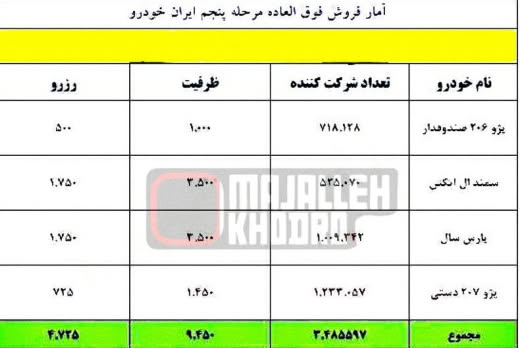 آمار فروش فوق العاده مرحله پنجم ایران خودرو
نام خودرو تعداد شرکت کننده ظرفیت رزرو
پژو ۲۰۶ صندوقدار ۷۱۸.۱۲۸ ۱.۰۰۰ ۵۰۰
سمند ال ایکس ۵۲۵.۰۷۰ ۳.۵۰۰ ۱.۷۵۰
پارس سال ۱.۰۰۹.۳۴۲ ۳.۵۰۰ ۱.۷۵۰
پژو ۲۰۷ دستی ۱.۲۳۳.۰۵۷ ۱.۴۵۰ ۷۲۵
مجموع ۳.۴۸۵۵۹۷ ۹.۴۵۰ ۴.۷۲۵
MAJALLEH
KHODRO